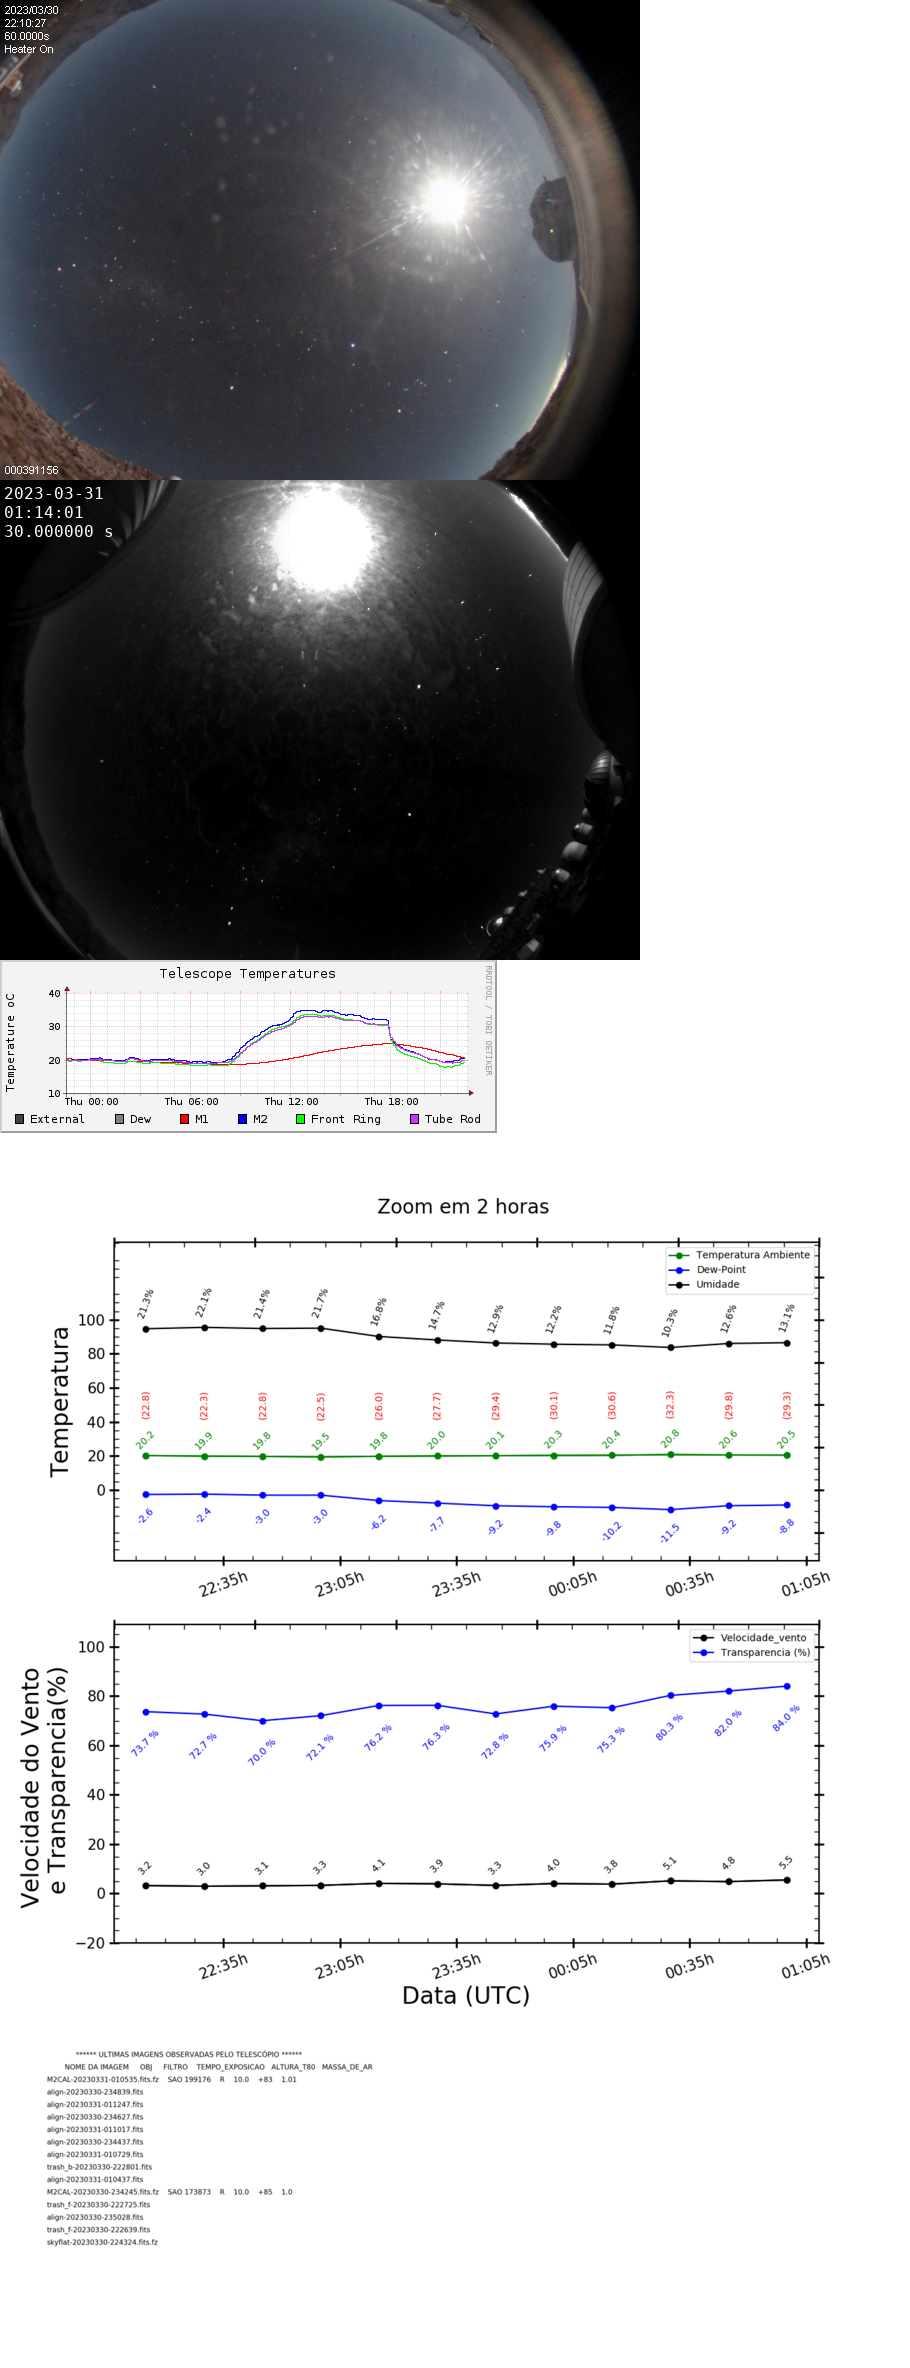 2023/03/30
22:10:27
60.0000s
Heater On
000391156
2023-03-31
01:14:01
30.000000 s
Telescope Temperatures
RRDTOOL / TOBI OETIKER
Temperature oC
40
30
20
10
Thu 00:00 Thu 06:00 Thu 12:00 Thu 18:00
External Dew M1 M2 Front Ring Tube Rod
Zoom em 2 horas
Temperatura Ambiente
Dew-Point
Umidade
Temperatura
100
80
60
40
20
0
21.3% 22.1% 21.4% 21.7% 16.8% 14.7% 12.9% 12.2% 11.8% 10.3% 12.6% 13.1%
(22.8) (22.3) (22.8) (22.5) (26.0) (27.7) (29.4) (30.1) (30.6) (32.3) (29.8) (29.3)
20.2 19.9 19.8 19.5 19.8 20.0 20.1 20.3 20.4 20.8 20.6 20.5
-2.6 -2.4 -3.0 -3.0 -6.2 -7.7 -9.2 -9.8 -10.2 -11.5 -9.2 -8.8
22:35h 23:05h 23:35h 00:05h 00:35h 01:05h
Velocidade_vento
Transparencia (%)
Velocidade do Vento
e Transparencia(%)
100
80
60
40
20
0
−20
73.7 % 72.7 % 70.0 % 72.1 % 76.2 % 76.3 % 72.8 % 75.9 % 75.3 % 80.3 % 82.0 % 84.0 %
3.2 3.0 3.1 3.3 4.1 3.9 3.3 4.0 3.8 5.1 4.8 5.5
22:35h 23:05h 23:35h 00:05h 00:35h 01:05h
Data (UTC)
****** ULTIMAS IMAGENS OBSERVADAS PELO TELESCÓPIO ******
NOME DA IMAGEM OBJ FILTRO TEMPO_EXPOSICAO ALTURA_T80 MASSA_DE_AR
M2CAL-20230331-010535.fits.fz SAO 199176 R 10.0 +83 1.01
align-20230330-234839.fits
align-20230331-011247.fits
align-20230330-234627.fits
align-20230331-011017.fits
align-20230330-234437.fits
align-20230331-010729.fits
trash_b-20230330-222801.fits
align-20230331-010437.fits
M2CAL-20230330-234245.fits.fz SAO 173873 R 10.0 +85 1.0
trash_f-20230330-222725.fits
align-20230330-235028.fits
trash_f-20230330-222639.fits
skyflat-20230330-224324.fits.fz